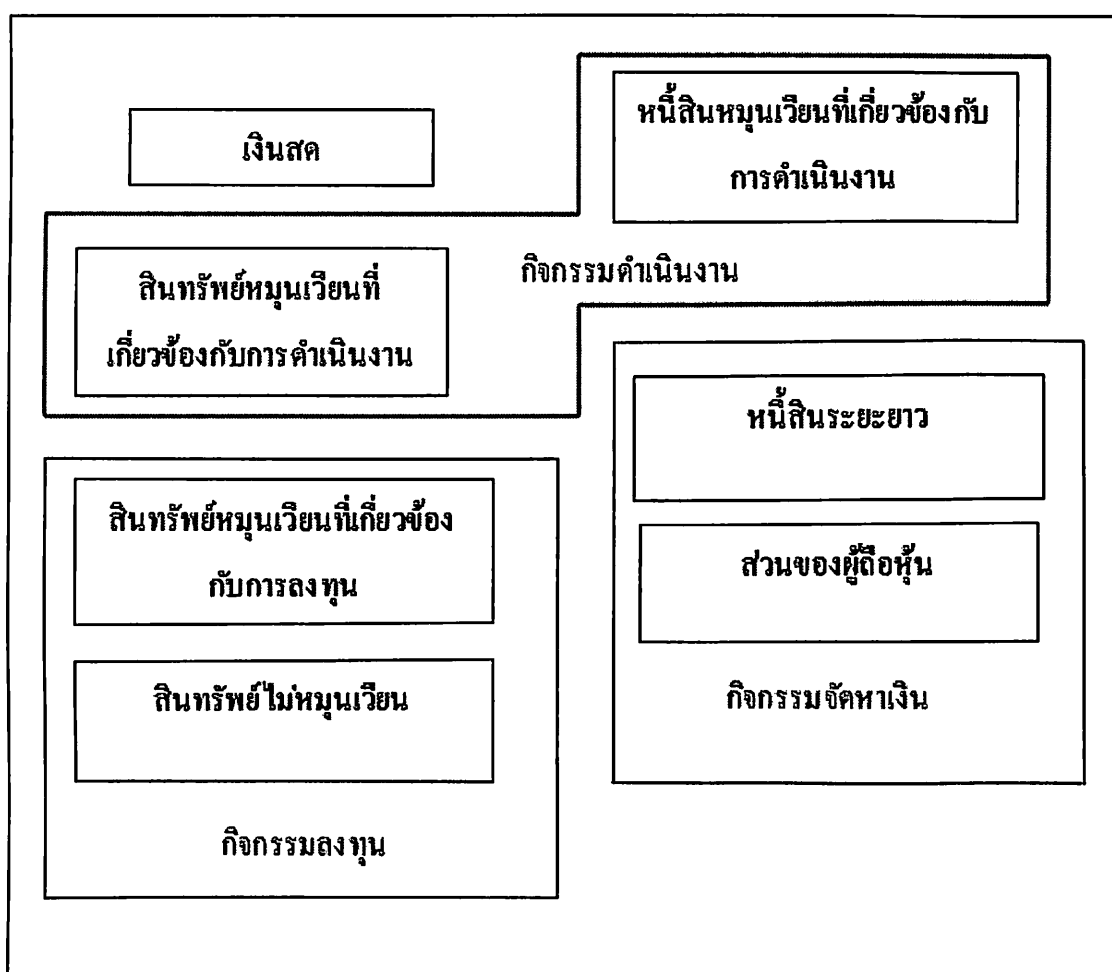 เงินสด
หนี้สินหมุนเวียนที่เกี่ยวข้องกับ
การดำเนินงาน
สินทรัพย์หมุนเวียนที่
เกี่ยวข้องกับการดำเนินงาน
กิจกรรมดำเนินงาน
หนี้สินระยะยาว
ส่วนของผู้ถือหุ้น
กิจกรรมจัดหาเงิน
สินทรัพย์หมุนเวียนที่เกี่ยวข้อง
กับการลงทุน
สินทรัพย์ไม่หมุนเวียน
กิจกรรมลงทุน